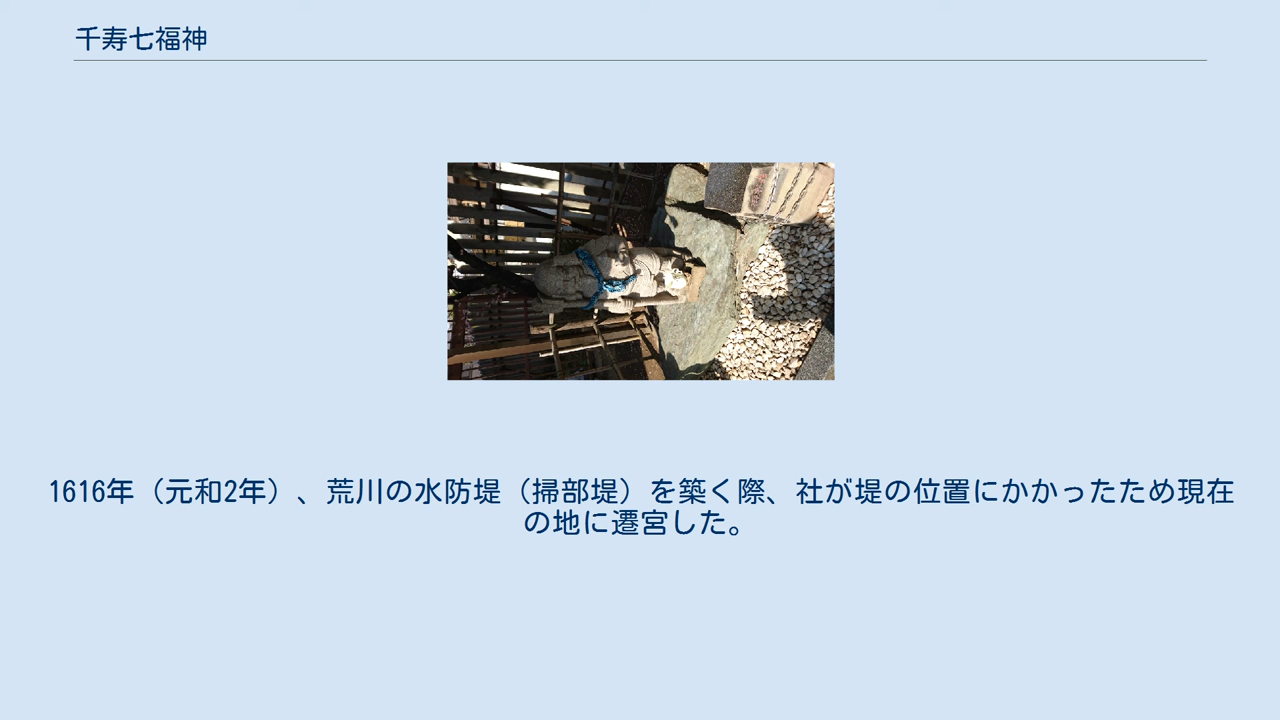 千寿七福神
1616年（元和2年）、荒川の水防堤（掃部堤）を築く際、社が堤の位置にかかったため現在
の地に遷宮した。